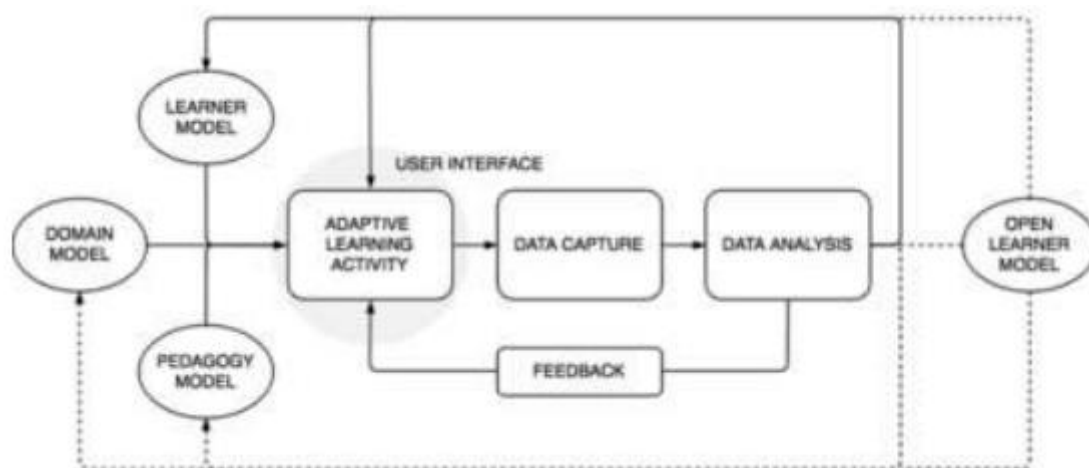 LEARNER
MODEL
USER INTERFACE
DOMAIN
MODEL
ADAPTIVE
LEARNING
ACTIVITY
DATA CAPTURE
DATA ANALYSIS
OPEN
LEARNER
MODEL
PEDAGOGY
MODEL
FEEDBACK